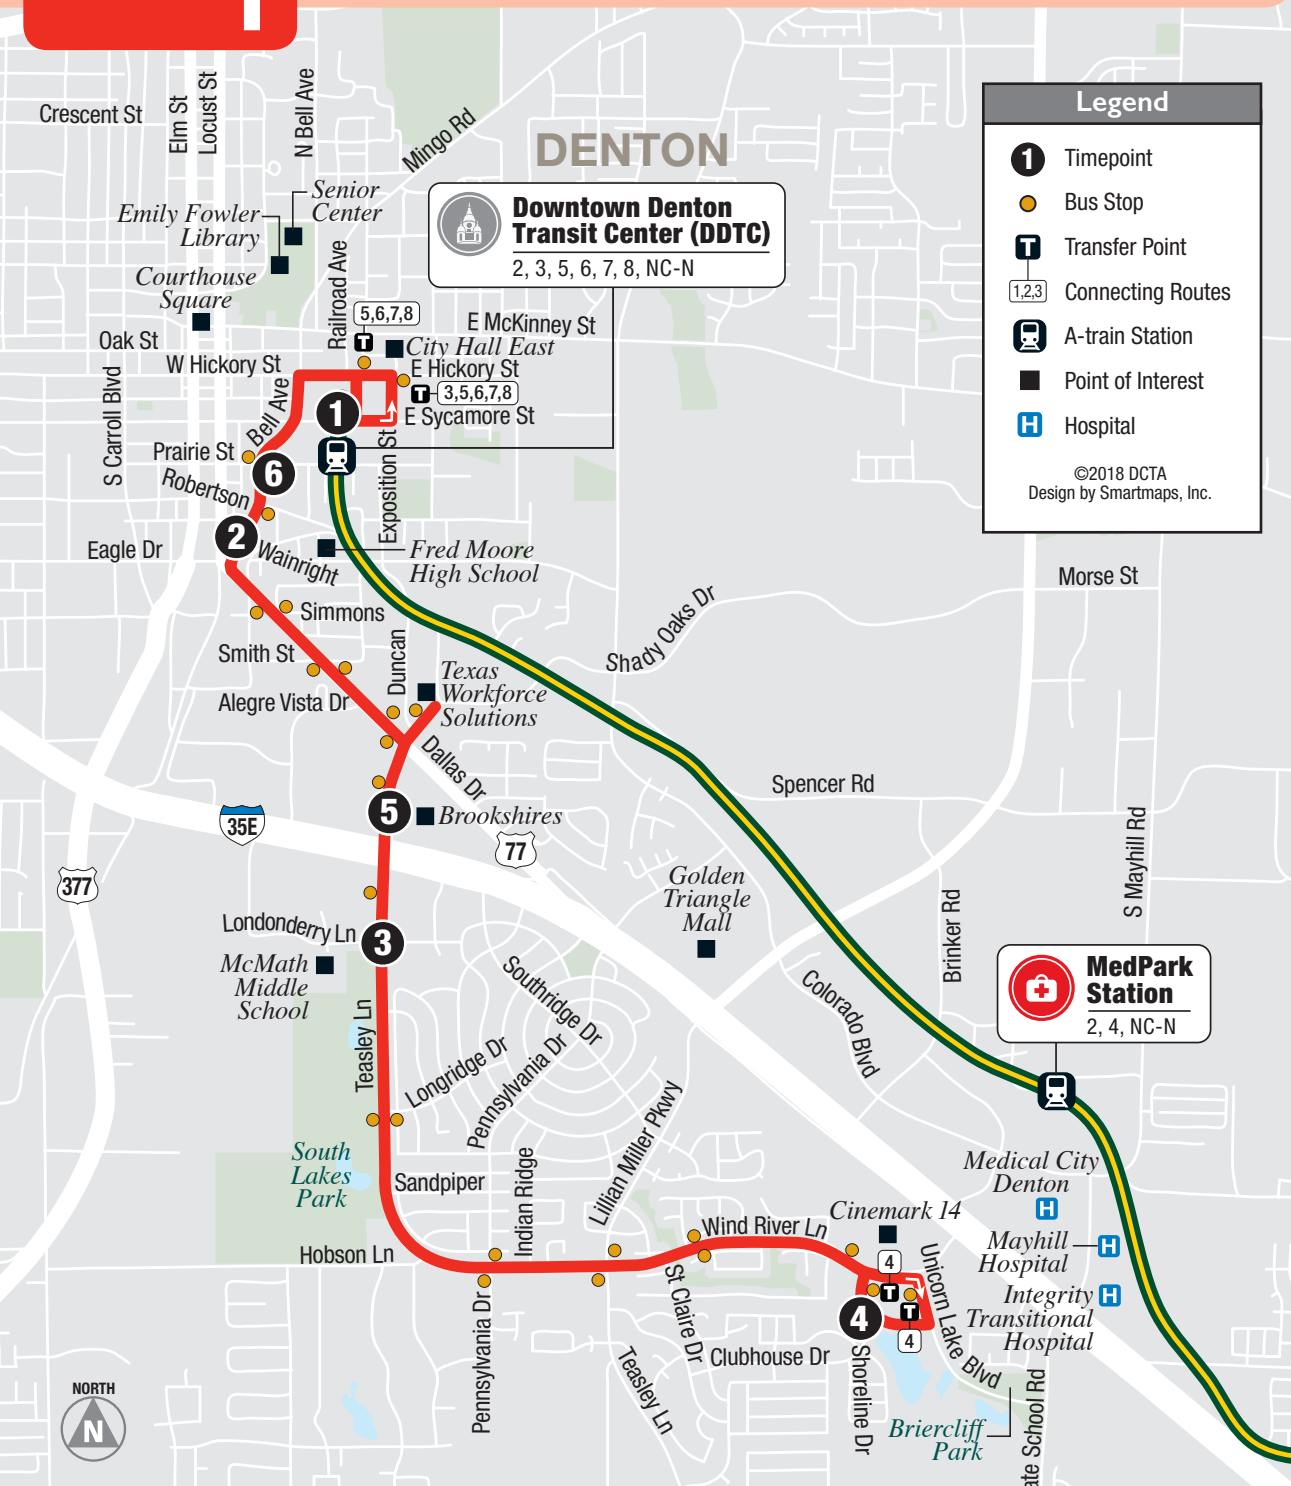 Crescent St
Elm St
Locust St
N Bell Ave
Mingo Rd
DENTON
Legend
1 Timepoint
Bus Stop
T Transfer Point
1,2,3 Connecting Routes
A-train Station
Point of Interest
H Hospital
©2018 DCTA
Design by Smartmaps, Inc.
Senior
Center
Emily Fowler
Library
Courthouse
Square
Downtown Denton
Transit Center (DDTC)
2, 3, 5, 6, 7, 8, NC-N
Railroad Ave
5,6,7,8
T
E McKinney St
City Hall East
Oak St
W Hickory St
E Hickory St
T
3,5,6,7,8
E Sycamore St
S Carroll Blvd
Bell Ave
1
Prairie St
6
Robertson
Exposition St
2
Eagle Dr
Wainright
Fred Moore
High School
Morse St
Simmons
Shady Oaks Dr
Smith St
Duncan
Texas
Workforce
Solutions
Alegre Vista Dr
Dallas Dr
Spencer Rd
5
Brookshires
35E
77
377
S Mayhill Rd
Golden
Triangle
Mall
Brinker Rd
Londonderry Ln
3
McMath
Middle
School
Southridge Dr
Colorado Blvd
MedPark
Station
2, 4, NC-N
Teasley Ln
Longridge Dr
Pennsylvania Dr
Lillian Miller Pkwy
South
Lakes
Park
Sandpiper
Indian Ridge
Medical City
Denton
H
Cinemark 14
Wind River Ln
Hobson Ln
Mayhill
Hospital
H
4
T
Unicorn Lake Blvd
Integrity
Transitional
Hospital
H
St Claire Dr
Pennsylvania Dr
4
T
4
Clubhouse Dr
Teasley Ln
Shoreline Dr
Briercliff
Park
ate School Rd
NORTH
N